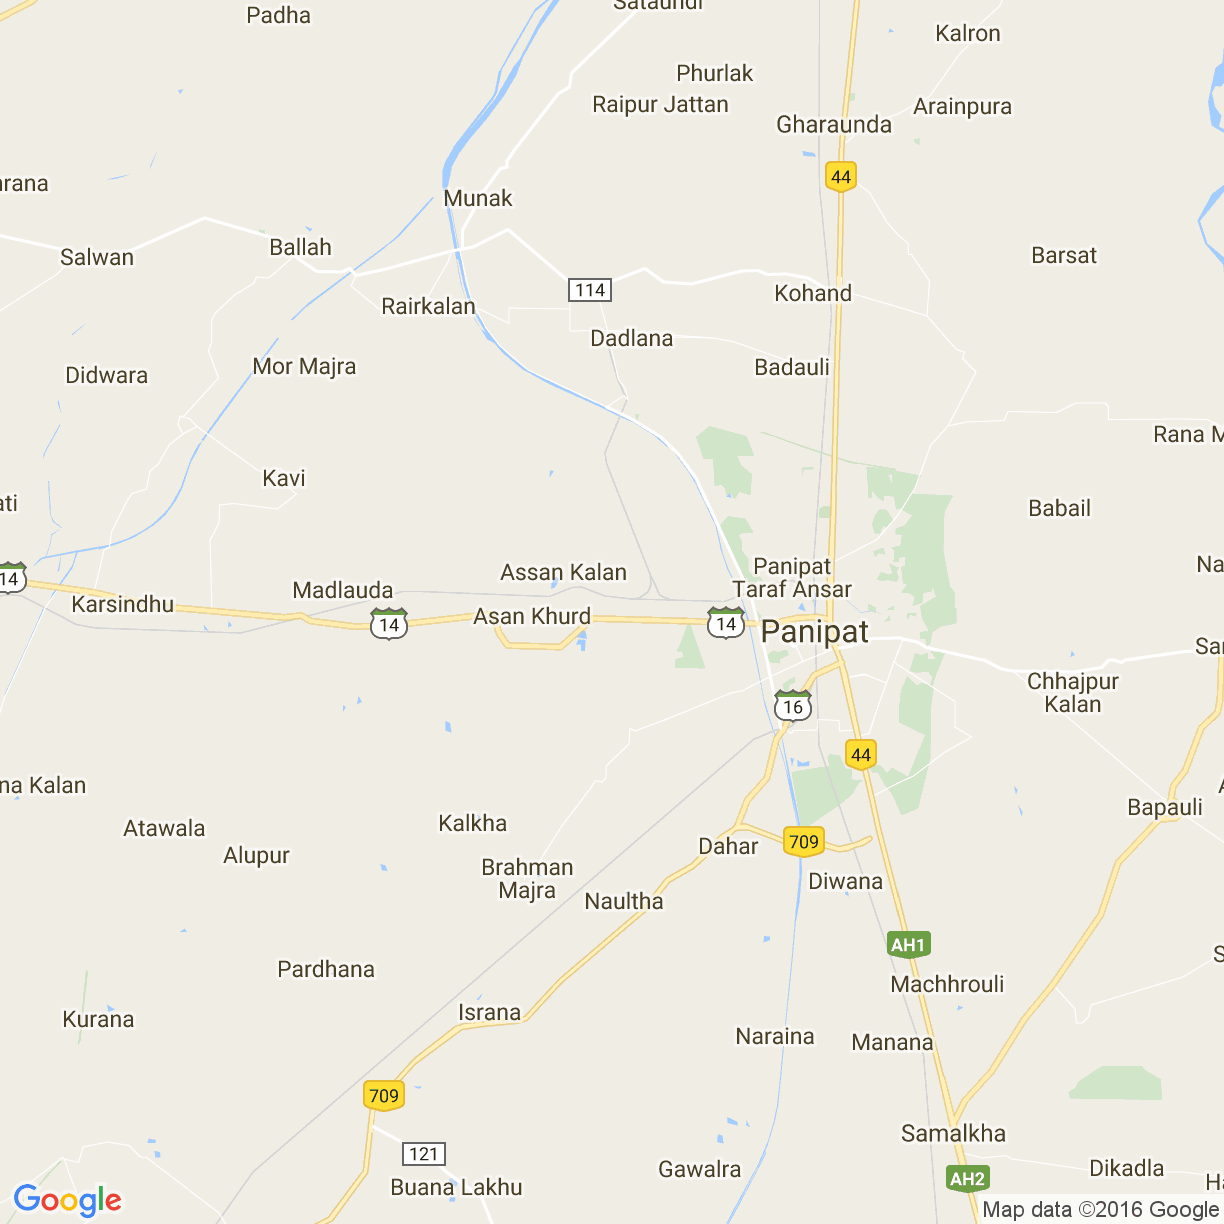 Padha
Sataundi
Kalron
Phurlak
Raipur Jattan
Arainpura
Gharaunda
44
rana
Munak
Salwan
Ballah
Barsat
114
Kohand
Rairkalan
Dadlana
Mor Majra
Badauli
Didwara
Rana M
Kavi
ati
Babail
Na
Panipat
Taraf Ansar
14
Assan Kalan
Madlauda
Karsindhu
Asan Khurd
14
14
Panipat
Sar
Chhajpur
Kalan
16
44
na Kalan
Bapauli
Atawala
Kalkha
709
Dahar
Alupur
Brahman
Majra
Diwana
Naultha
AH1
S
Pardhana
Machhrouli
Kurana
Israna
Naraina
Manana
709
Samalkha
121
Gawalra
Dikadla
AH2
Buana Lakhu
Ha
Google
Map data ©2016 Google